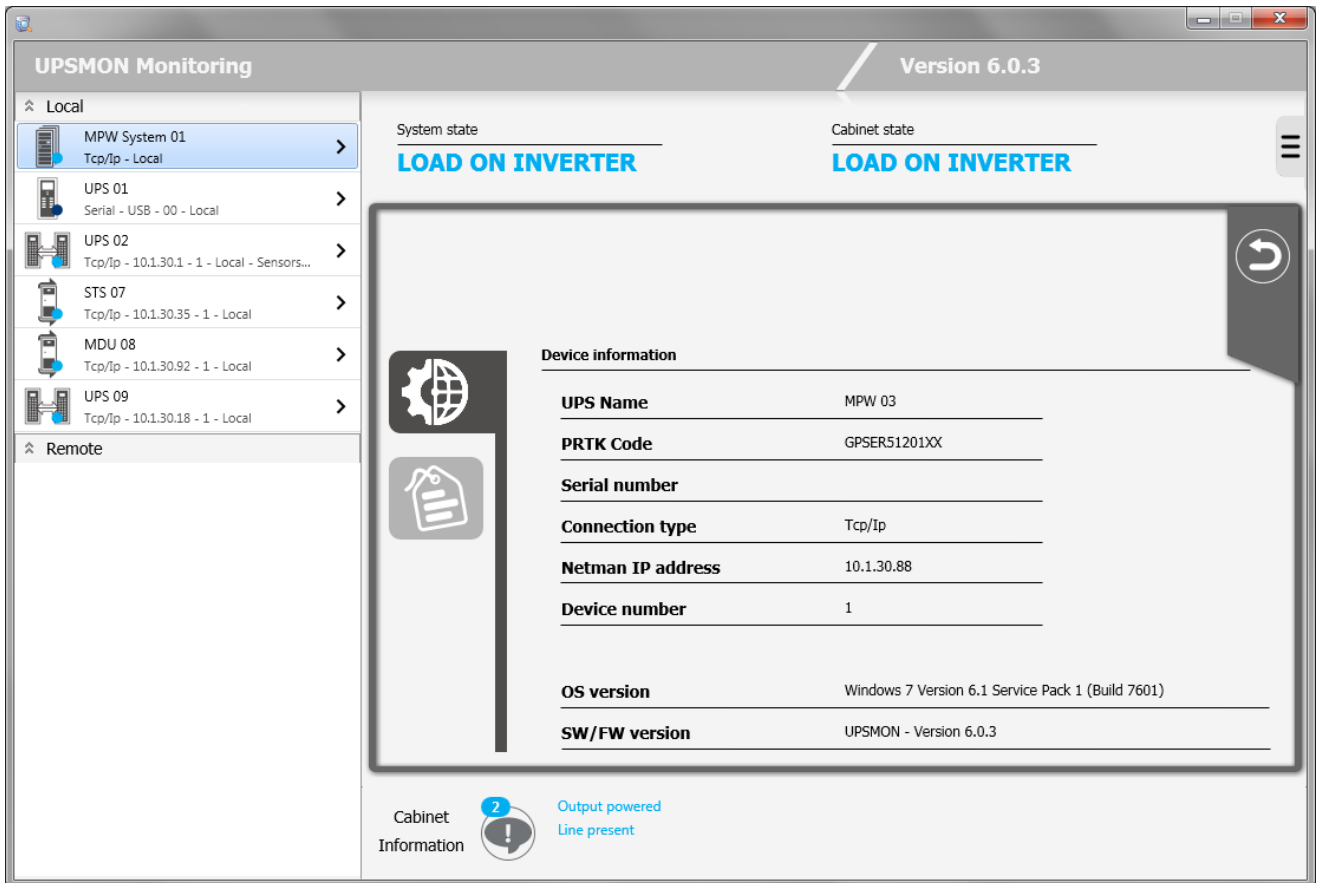 UPSMON Monitoring
Version 6.0.3
Local
MPW System 01
Tcp/Ip - Local
UPS 01
Serial - USB - 00 - Local
UPS 02
Tcp/Ip - 10.1.30.1 - 1 - Local - Sensors...
STS 07
Tcp/Ip - 10.1.30.35 - 1 - Local
MDU 08
Tcp/Ip - 10.1.30.92 - 1 - Local
UPS 09
Tcp/Ip - 10.1.30.18 - 1 - Local
Remote
System state
LOAD ON INVERTER
Cabinet state
LOAD ON INVERTER
Device information
UPS Name MPW 03
PRTK Code GPSER51201XX
Serial number
Connection type Tcp/Ip
Netman IP address 10.1.30.88
Device number 1
OS version Windows 7 Version 6.1 Service Pack 1 (Build 7601)
SW/FW version UPSMON - Version 6.0.3
Cabinet
Information
2
Output powered
Line present